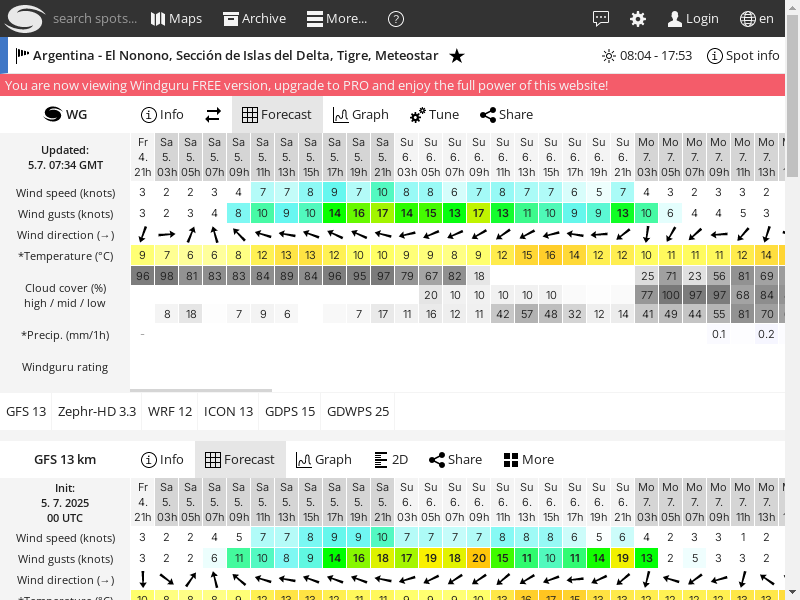 search spots... Maps Archive More... ? Login en
Argentina - El Nonono, Sección de Islas del Delta, Tigre, Meteostar ★ 08:04 - 17:53 Spot info
You are now viewing Windguru FREE version, upgrade to PRO and enjoy the full power of this website!
WG Info Forecast Graph Tune Share
Updated:
5.7. 07:34 GMT
Fr Sa Sa Sa Sa Sa Sa Sa Sa Sa Sa Su Su Su Su Su Su Su Su Su Su Mo Mo Mo Mo Mo Mo
4. 5. 5. 5. 5. 5. 5. 5. 5. 5. 5. 6. 6. 6. 6. 6. 6. 6. 6. 6. 6. 7. 7. 7. 7. 7. 7.
21h 03h 05h 07h 09h 11h 13h 15h 17h 19h 21h 03h 05h 07h 09h 11h 13h 15h 17h 19h 21h 03h 05h 07h 09h 11h 13h
Wind speed (knots) 3 2 2 3 4 7 7 8 9 7 10 8 8 6 7 8 7 7 6 5 7 4 3 2 3 3 2
Wind gusts (knots) 3 2 3 4 8 10 9 10 14 16 17 14 15 13 17 13 11 10 9 9 13 10 6 4 4 5 3
Wind direction (→)
*Temperature (°C) 9 7 6 6 8 12 13 13 12 10 10 9 9 8 9 12 15 16 14 12 12 10 11 11 11 12 14
Cloud cover (%)
high / mid / low
96 98 81 83 83 84 89 84 96 95 97 79 67 82 18 25 71 23 56 81 69
20 10 10 10 10 10 77 100 97 97 68 84
8 18 7 9 6 7 17 11 16 12 11 42 57 48 32 12 14 41 49 44 55 81 70
*Precip. (mm/1h) - 0.1 0.2
Windguru rating
GFS 13 Zephr-HD 3.3 WRF 12 ICON 13 GDPS 15 GDWPS 25
GFS 13 km Info Forecast Graph 2D Share More
Init:
5. 7. 2025
00 UTC
Fr Sa Sa Sa Sa Sa Sa Sa Sa Sa Sa Su Su Su Su Su Su Su Su Su Su Mo Mo Mo Mo Mo Mo
4. 5. 5. 5. 5. 5. 5. 5. 5. 5. 5. 6. 6. 6. 6. 6. 6. 6. 6. 6. 6. 7. 7. 7. 7. 7. 7.
21h 03h 05h 07h 09h 11h 13h 15h 17h 19h 21h 03h 05h 07h 09h 11h 13h 15h 17h 19h 21h 03h 05h 07h 09h 11h 13h
Wind speed (knots) 3 2 2 4 5 7 7 8 9 9 10 7 7 7 7 8 8 8 6 5 6 4 2 3 3 1 2
Wind gusts (knots) 3 2 2 6 11 10 8 9 14 16 18 17 19 18 20 15 11 10 11 14 19 13 2 5 3 3 2
Wind direction (→)
*Temperature (°C) 10 8 8 8 9 12 13 13 12 11 11 9 9 9 10 13 16 17 15 13 12